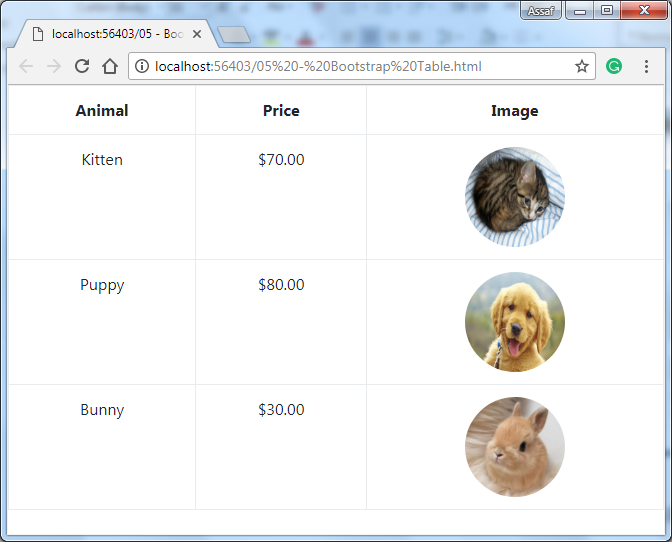 Assaf
localhost:56403/05 - Boo
localhost:56403/05%20-%20Bootstrap%20Table.html
Animal Price Image
Kitten $70.00
Puppy $80.00
Bunny $30.00